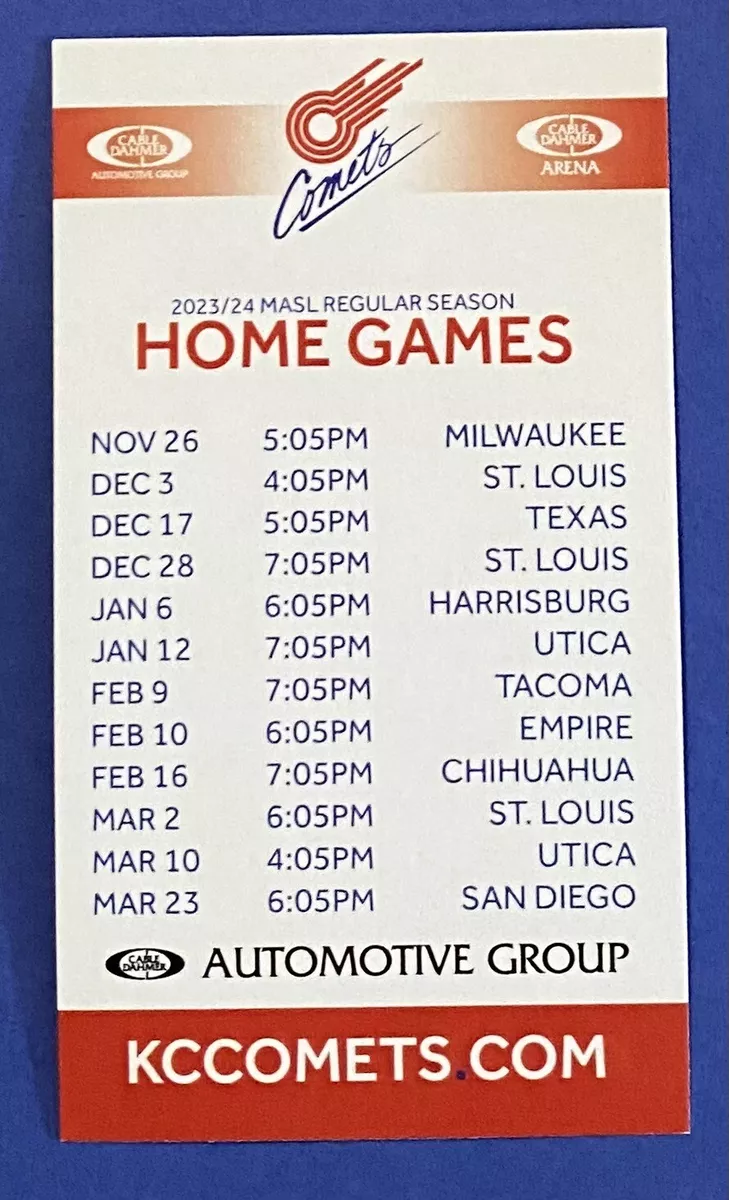 CABLE DAHMER
AUTOMOTIVE GROUP
Comets
CABLE DAHMER
ARENA
2023/24 MASL REGULAR SEASON
HOME GAMES
NOV 26 5:05PM MILWAUKEE
DEC 3 4:05PM ST. LOUIS
DEC 17 5:05PM TEXAS
DEC 28 7:05PM ST. LOUIS
JAN 6 6:05PM HARRISBURG
JAN 12 7:05PM UTICA
FEB 9 7:05PM TACOMA
FEB 10 6:05PM EMPIRE
FEB 16 7:05PM CHIHUAHUA
MAR 2 6:05PM ST. LOUIS
MAR 10 4:05PM UTICA
MAR 23 6:05PM SAN DIEGO
CABLE DAHMER AUTOMOTIVE GROUP
KCCOMETS.COM